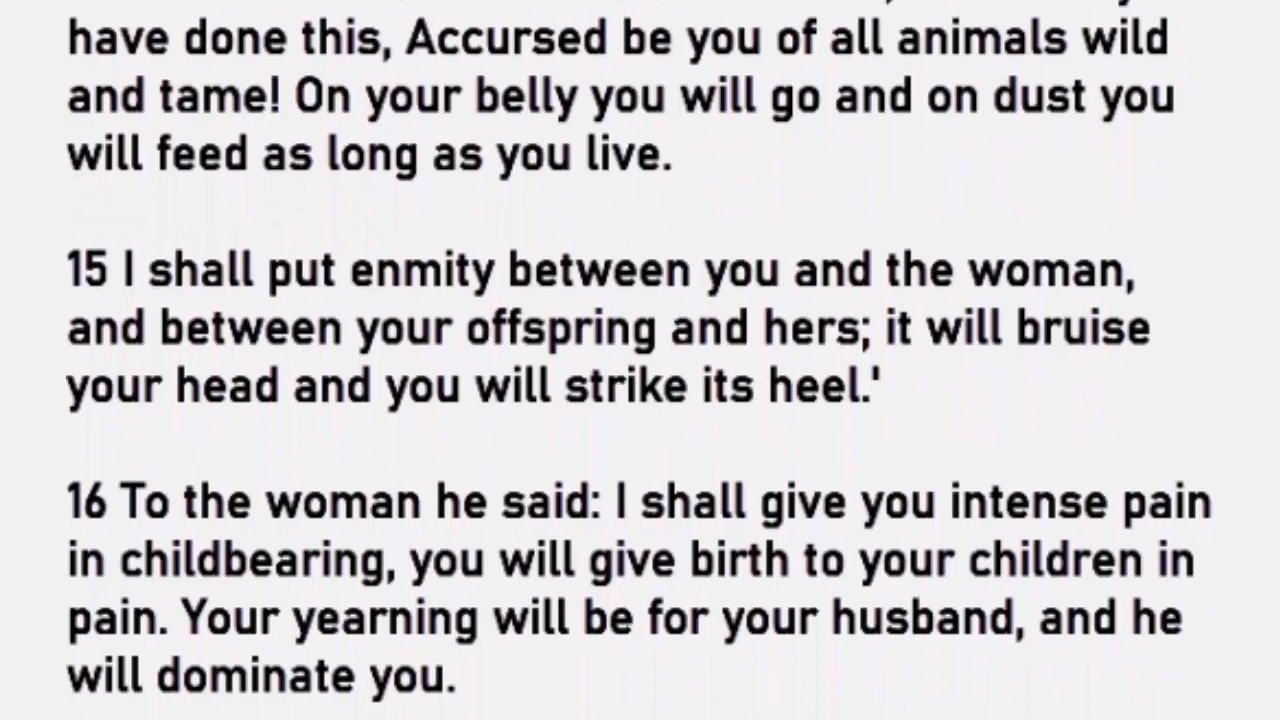 have done this, Accursed be you of all animals wild
and tame! On your belly you will go and on dust you
will feed as long as you live.
15 I shall put enmity between you and the woman,
and between your offspring and hers; it will bruise
your head and you will strike its heel.'
16 To the woman he said: I shall give you intense pain
in childbearing, you will give birth to your children in
pain. Your yearning will be for your husband, and he
will dominate you.